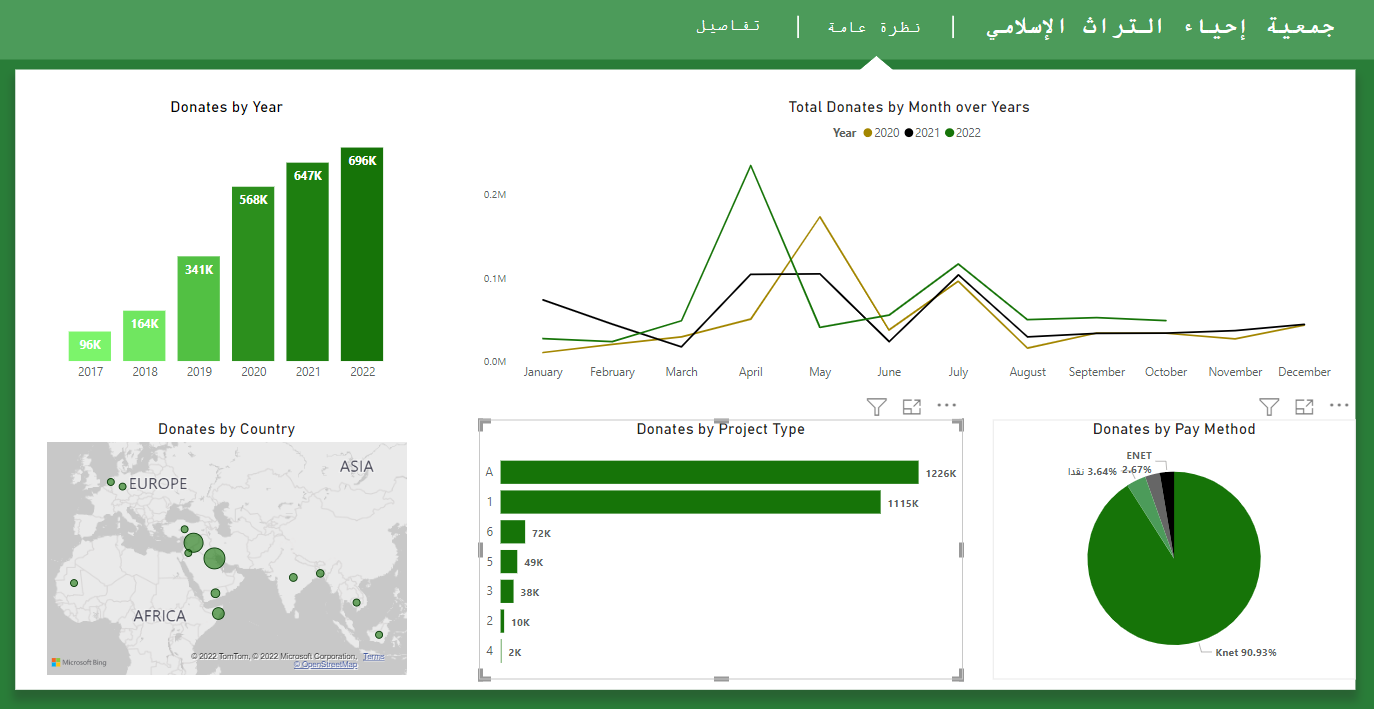 جمعية إحياء التراث الإسلامي | نظرة عامة | تفاصيل
Donates by Year
96K
164K
341K
568K
647K
696K
2017 2018 2019 2020 2021 2022
Total Donates by Month over Years
Year 2020 2021 2022
0.2M
0.1M
0.0M
January February March April May June July August September October November December
Donates by Country
EUROPE
ASIA
AFRICA
Microsoft Bing
© 2022 TomTom, © 2022 Microsoft Corporation, Terms
© OpenStreetMap
Donates by Project Type
A 1226K
1 1115K
6 72K
5 49K
3 38K
2 10K
4 2K
Donates by Pay Method
ENET
2.67%
نقدا 3.64%
Knet 90.93%